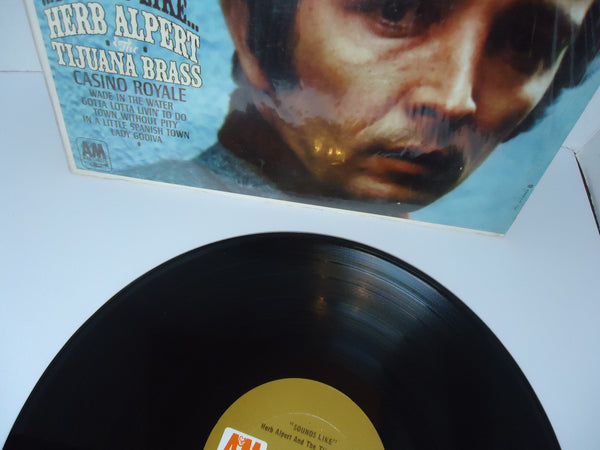 LIKE...
HERB ALPERT
& the
TIJUANA BRASS
CASINO ROYALE
WADE IN THE WATER
GOTTA LOTTA LIVIN' TO DO
TOWN WITHOUT PITY
IN A LITTLE SPANISH TOWN
LADY GODIVA
A&M
"SOUNDS LIKE"
Herb Alpert And The
A&M